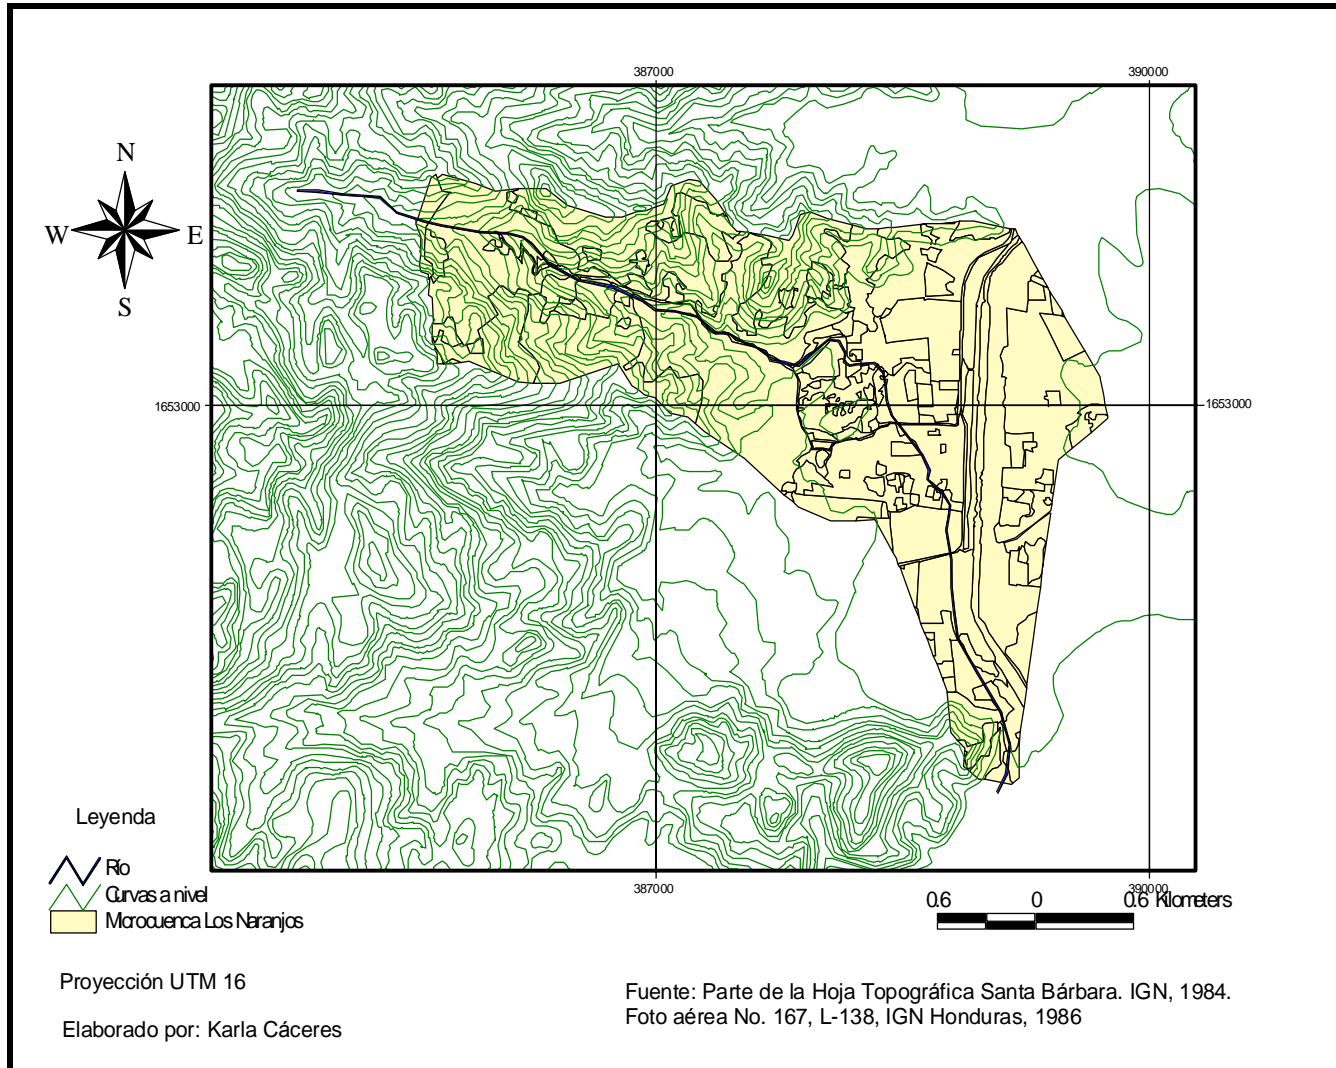 387000 390000
N
W E
S
1653000 1653000
Leyenda
Río
Curvas a nivel
Microcuenca Los Naranjos
387000 390000
0.6 0 0.6 Kilometers
Proyección UTM 16
Elaborado por: Karla Cáceres
Fuente: Parte de la Hoja Topográfica Santa Bárbara. IGN, 1984.
Foto aérea No. 167, L-138, IGN Honduras, 1986